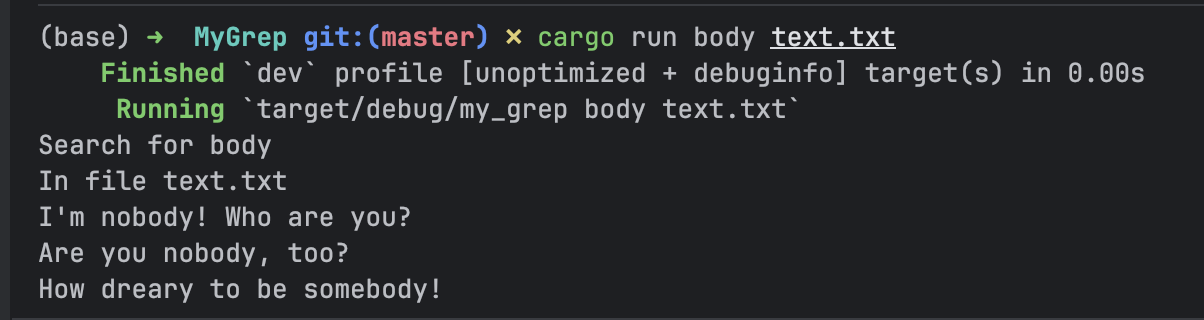 (base) ➜  MyGrep git:(master) ✗ cargo run body text.txt
    Finished `dev` profile [unoptimized + debuginfo] target(s) in 0.00s
     Running `target/debug/my_grep body text.txt`
Search for body
In file text.txt
I'm nobody! Who are you?
Are you nobody, too?
How dreary to be somebody!